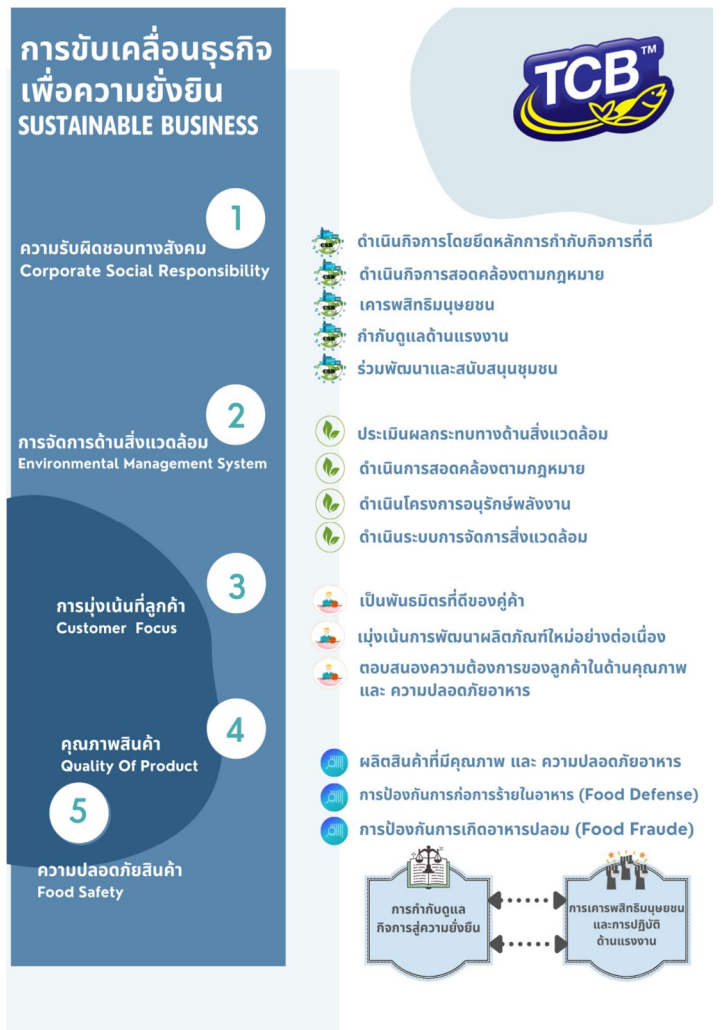 การขับเคลื่อนธุรกิจ
เพื่อความยั่งยืน
SUSTAINABLE BUSINESS
TCB™
1
ความรับผิดชอบทางสังคม
Corporate Social Responsibility
ดำเนินกิจการโดยยึดหลักการกำกับกิจการที่ดี
ดำเนินกิจการสอดคล้องตามกฎหมาย
เคารพสิทธิมนุษยชน
กำกับดูแลด้านแรงงาน
ร่วมพัฒนาและสนับสนุนชุมชน
2
การจัดการด้านสิ่งแวดล้อม
Environmental Management System
ประเมินผลกระทบทางด้านสิ่งแวดล้อม
ดำเนินการสอดคล้องตามกฎหมาย
ดำเนินโครงการอนุรักษ์พลังงาน
ดำเนินระบบการจัดการสิ่งแวดล้อม
3
การมุ่งเน้นที่ลูกค้า
Customer Focus
เป็นพันธมิตรที่ดีของคู่ค้า
เมุ่งเน้นการพัฒนาผลิตภัณฑ์ใหม่อย่างต่อเนื่อง
ตอบสนองความต้องการของลูกค้าในด้านคุณภาพ
และ ความปลอดภัยอาหาร
4
คุณภาพสินค้า
Quality Of Product
5
ความปลอดภัยสินค้า
Food Safety
ผลิตสินค้าที่มีคุณภาพ และ ความปลอดภัยอาหาร
การป้องกันการก่อการร้ายในอาหาร (Food Defense)
การป้องกันการเกิดอาหารปลอม (Food Fraude)
การกำกับดูแล
กิจการสู่ความยั่งยืน
การเคารพสิทธิมนุษยชน
และการปฏิบัติ
ด้านแรงงาน